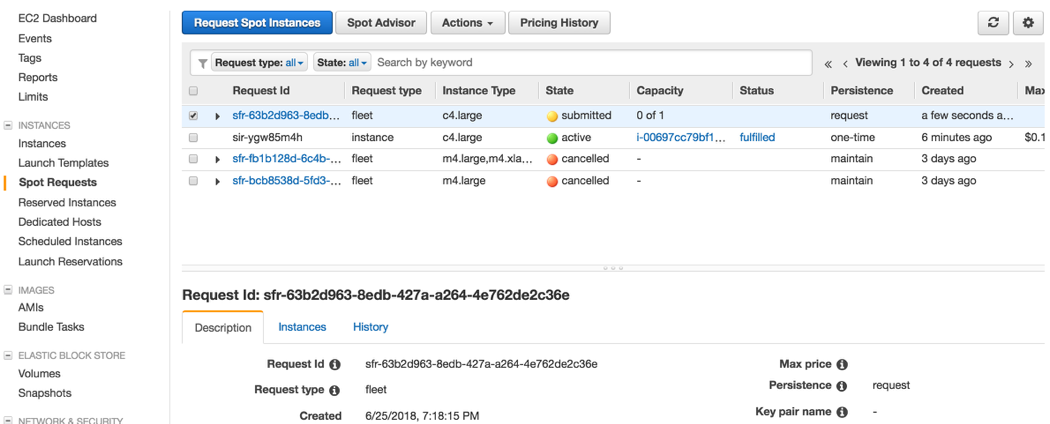 EC2 Dashboard
Events
Tags
Reports
Limits
INSTANCES
Instances
Launch Templates
Spot Requests
Reserved Instances
Dedicated Hosts
Scheduled Instances
Launch Reservations
IMAGES
AMIs
Bundle Tasks
ELASTIC BLOCK STORE
Volumes
Snapshots
NETWORK & SECURITY
Request Spot Instances Spot Advisor Actions Pricing History
Request type: all State: all Search by keyword Viewing 1 to 4 of 4 requests
Request Id Request type Instance Type State Capacity Status Persistence Created Max
sfr-63b2d963-8edb-... fleet c4.large submitted 0 of 1 request a few seconds a...
sir-ygw85m4h instance c4.large active i-00697cc79bf1... fulfilled one-time 6 minutes ago $0.1
sfr-fb1b128d-6c4b-... fleet m4.large,m4.xla... cancelled - maintain 3 days ago
sfr-bcb8538d-5fd3-... fleet m4.large cancelled - maintain 3 days ago
Request Id: sfr-63b2d963-8edb-427a-a264-4e762de2c36e
Description Instances History
Request Id sfr-63b2d963-8edb-427a-a264-4e762de2c36e Max price
Request type fleet Persistence request
Created 6/25/2018, 7:18:15 PM Key pair name -